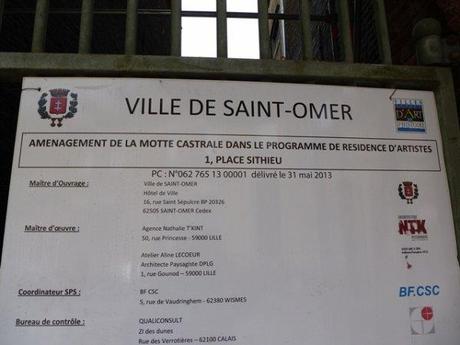 VILLE DE SAINT-OMER
VILLES
D'ART
D'HISTOIRE
AMENAGEMENT DE LA MOTTE CASTRALE DANS LE PROGRAMME DE RESIDENCE D'ARTISTES
1, PLACE SITHIEU
PC : N°062 765 13 00001 délivré le 31 mai 2013
Maître d'Ouvrage :
Ville de SAINT-OMER
Hôtel de Ville
16, rue Saint Sépulcre BP 20326
62505 SAINT-OMER Cedex
Maître d'œuvre :
Agence Nathalie T'KINT
50, rue Princesse - 59000 LILLE
NTK
Atelier Aline LECOEUR
Architecte Paysagiste DPLG
1, rue Gounod – 59000 LILLE
Coordinateur SPS :
BF CSC
5, rue de Vaudringhem - 62380 WISMES
BF.CSC
Bureau de contrôle :
QUALICONSULT
ZI des dunes
Rue des Verrotières – 62100 CALAIS